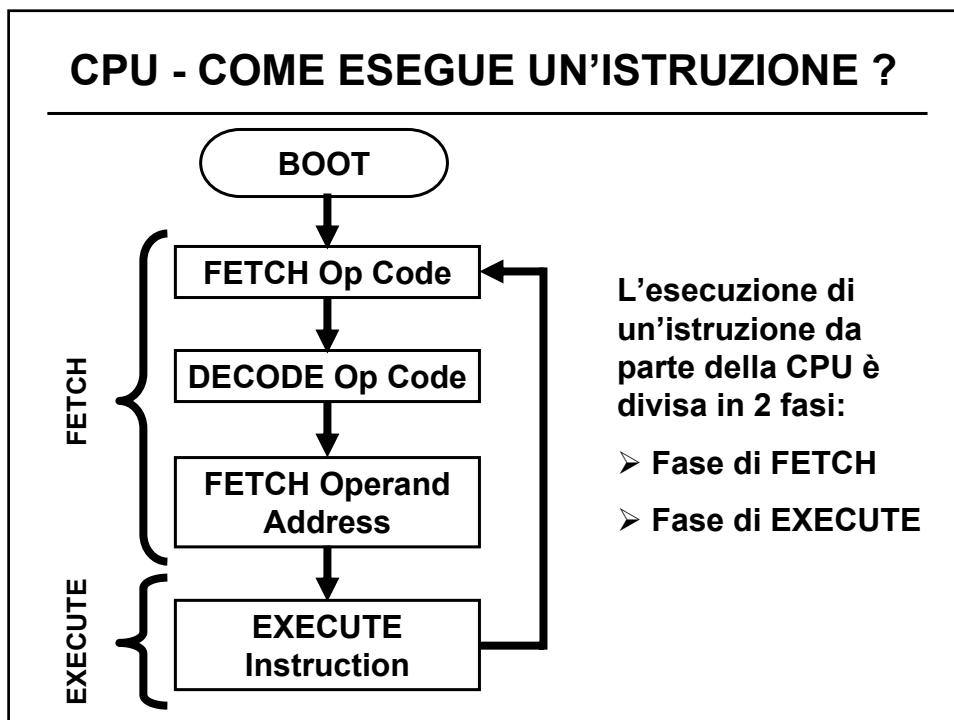 CPU - COME ESEGUE UN’ISTRUZIONE ?
BOOT
FETCH
FETCH Op Code
DECODE Op Code
FETCH Operand
Address
EXECUTE
EXECUTE
Instruction
L’esecuzione di
un’istruzione da
parte della CPU è
divisa in 2 fasi:
➢ Fase di FETCH
➢ Fase di EXECUTE